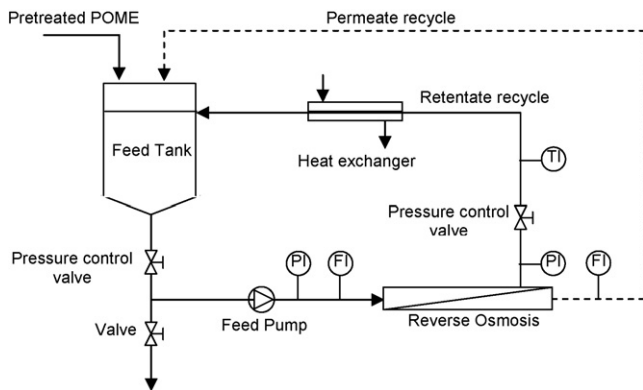 Pretreated POME
Permeate recycle
Retentate recycle
Feed Tank
Heat exchanger
TI
Pressure control
valve
Pressure control
valve
PI
FI
PI
FI
Valve
Feed Pump
Reverse Osmosis